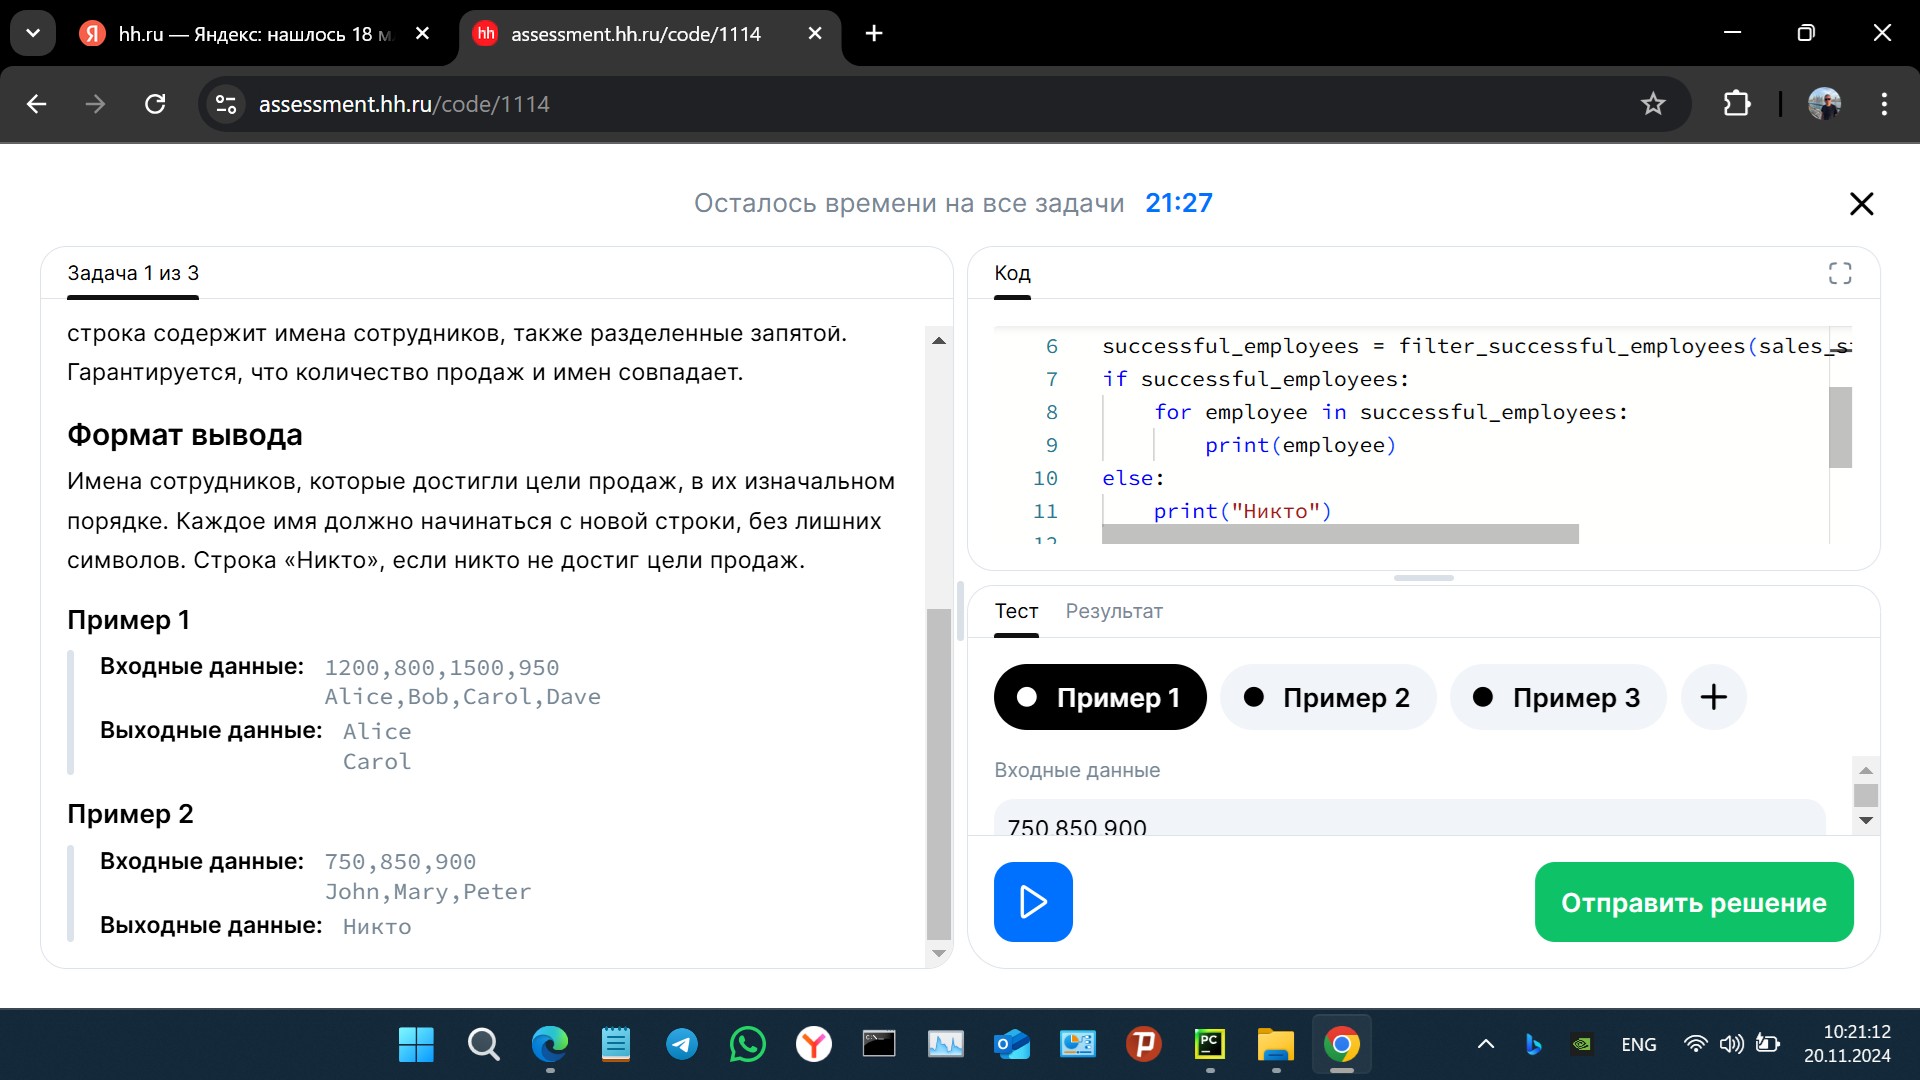 hh.ru — Яндекс: нашлось 18 м
hh
assessment.hh.ru/code/1114
assessment.hh.ru/code/1114
Осталось времени на все задачи 21:27
Задача 1 из 3
строка содержит имена сотрудников, также разделенные запятой.
Гарантируется, что количество продаж и имен совпадает.
Формат вывода
Имена сотрудников, которые достигли цели продаж, в их изначальном
порядке. Каждое имя должно начинаться с новой строки, без лишних
символов. Строка «Никто», если никто не достиг цели продаж.
Пример 1
Входные данные: 1200,800,1500,950
Alice,Bob,Carol,Dave
Выходные данные: Alice
Carol
Пример 2
Входные данные: 750,850,900
John,Mary,Peter
Выходные данные: Никто
Код
6 successful_employees = filter_successful_employees(sales_s
7 if successful_employees:
8 for employee in successful_employees:
9 print(employee)
10 else:
11 print("Никто")
12
Тест Результат
Пример 1 Пример 2 Пример 3
Входные данные
750,850,900
Отправить решение
ENG
10:21:12
20.11.2024